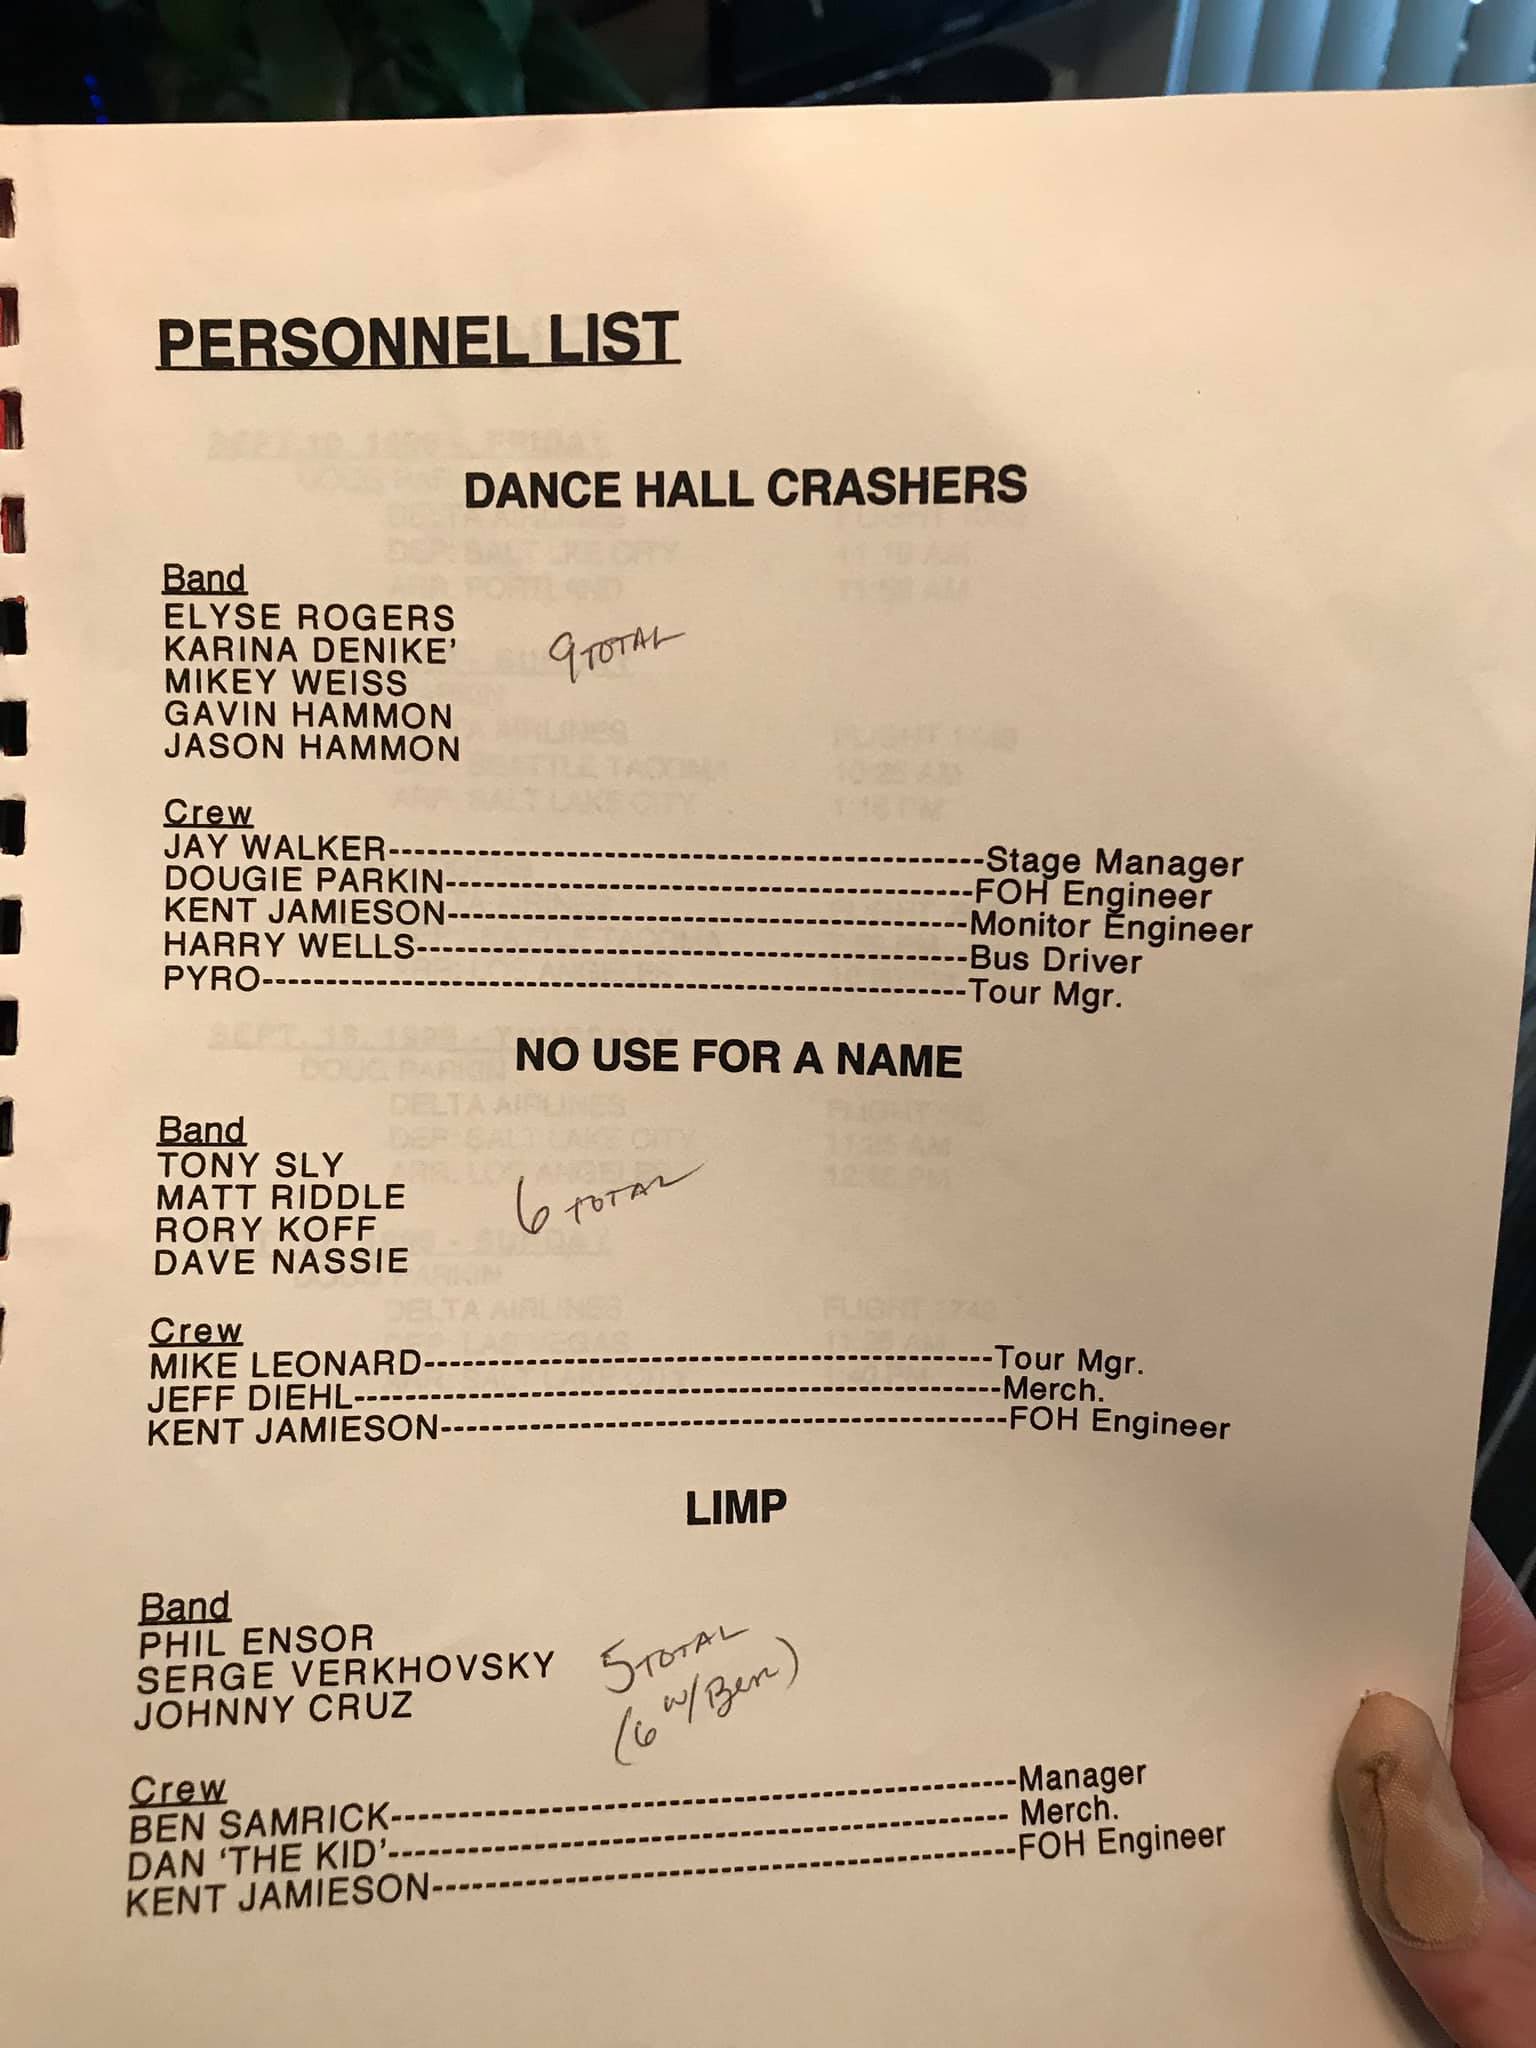 PERSONNEL LIST
DANCE HALL CRASHERS
Band
ELYSE ROGERS
KARINA DENIKE'
MIKEY WEISS
GAVIN HAMMON
JASON HAMMON
9 TOTAL
Crew
JAY WALKER----------------------------------------------Stage Manager
DOUGIE PARKIN-----------------------------------------FOH Engineer
KENT JAMIESON----------------------------------------Monitor Engineer
HARRY WELLS-------------------------------------------Bus Driver
PYRO-------------------------------------------------------Tour Mgr.
NO USE FOR A NAME
Band
TONY SLY
MATT RIDDLE
RORY KOFF
DAVE NASSIE
6 TOTAL
Crew
MIKE LEONARD--------------------------------------------Tour Mgr.
JEFF DIEHL--------------------------------------------------Merch.
KENT JAMIESON--------------------------------------------FOH Engineer
LIMP
Band
PHIL ENSOR
SERGE VERKHOVSKY
JOHNNY CRUZ
5 TOTAL
(6 w/ Ben)
Crew
BEN SAMRICK------------------------------------------------Manager
DAN 'THE KID'------------------------------------------------ Merch.
KENT JAMIESON---------------------------------------------FOH Engineer